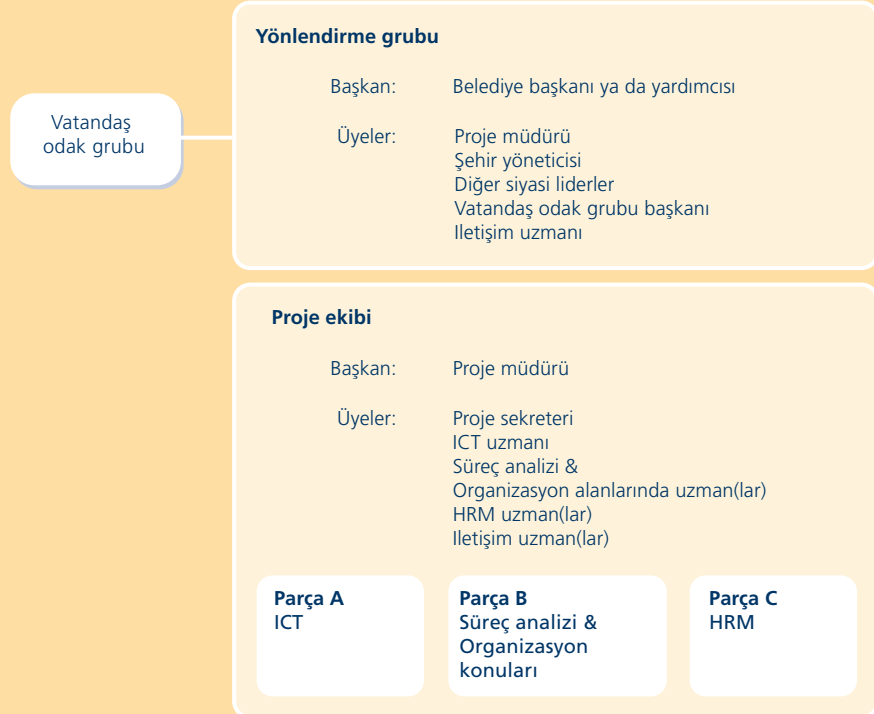 Vatandaş
odak grubu
Yönlendirme grubu
Başkan: Belediye başkanı ya da yardımcısı
Üyeler: Proje müdürü
Şehir yöneticisi
Diğer siyasi liderler
Vatandaş odak grubu başkanı
Iletişim uzmanı
Proje ekibi
Başkan: Proje müdürü
Üyeler: Proje sekreteri
ICT uzmanı
Süreç analizi &
Organizasyon alanlarında uzman(lar)
HRM uzman(lar)
Iletişim uzman(lar)
Parça A
ICT
Parça B
Süreç analizi &
Organizasyon
konuları
Parça C
HRM